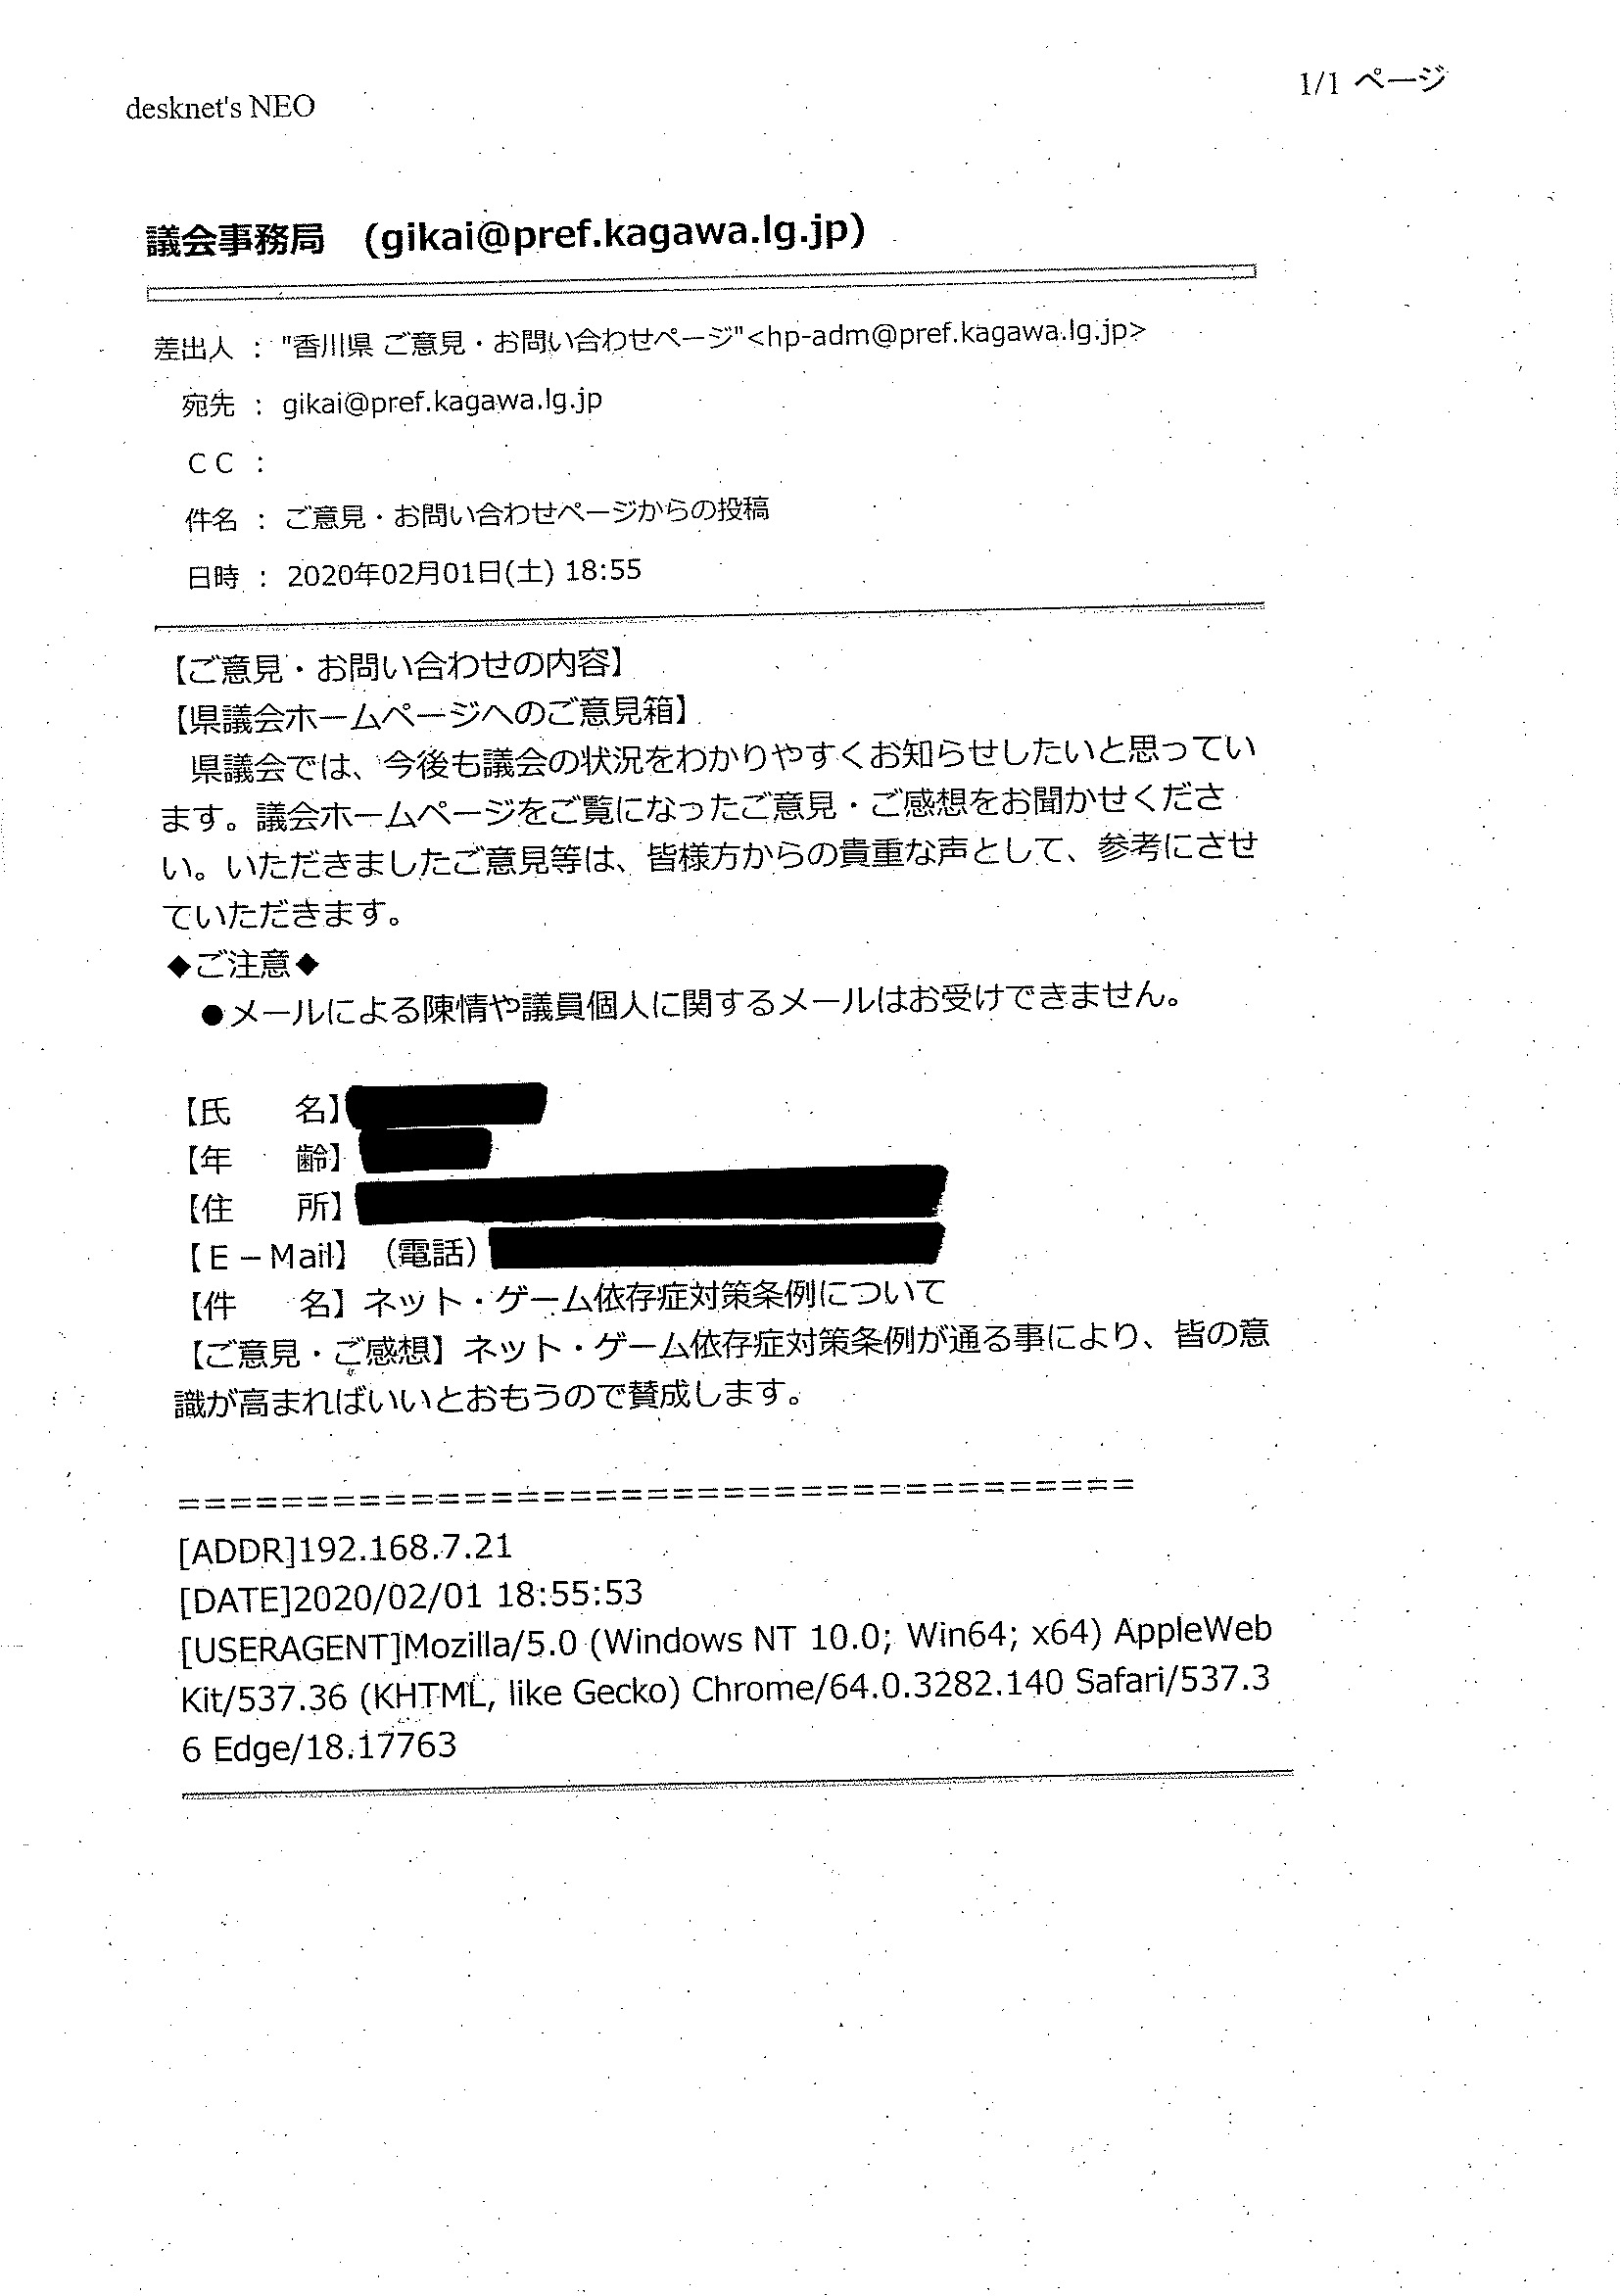 desknet's NEO
1/1 ページ
議会事務局　(gikai@pref.kagawa.lg.jp)
差出人 ： "香川県 ご意見・お問い合わせページ"<hp-adm@pref.kagawa.lg.jp>
宛先 ： gikai@pref.kagawa.lg.jp
ＣＣ ：
件名 ： ご意見・お問い合わせページからの投稿
日時 ： 2020年02月01日(土) 18:55
【ご意見・お問い合わせの内容】
【県議会ホームページへのご意見箱】
　県議会では、今後も議会の状況をわかりやすくお知らせしたいと思ってい
ます。議会ホームページをご覧になったご意見・ご感想をお聞かせくださ
い。いただきましたご意見等は、皆様方からの貴重な声として、参考にさせ
ていただきます。
◆ご注意◆
　●メールによる陳情や議員個人に関するメールはお受けできません。
【氏　　名】
【年　　齢】
【住　　所】
【Ｅ－Mail】（電話）
【件　　名】ネット・ゲーム依存症対策条例について
【ご意見・ご感想】ネット・ゲーム依存症対策条例が通る事により、皆の意
識が高まればいいとおもうので賛成します。
=====================================
[ADDR]192.168.7.21
[DATE]2020/02/01 18:55:53
[USERAGENT]Mozilla/5.0 (Windows NT 10.0; Win64; x64) AppleWeb
Kit/537.36 (KHTML, like Gecko) Chrome/64.0.3282.140 Safari/537.3
6 Edge/18.17763